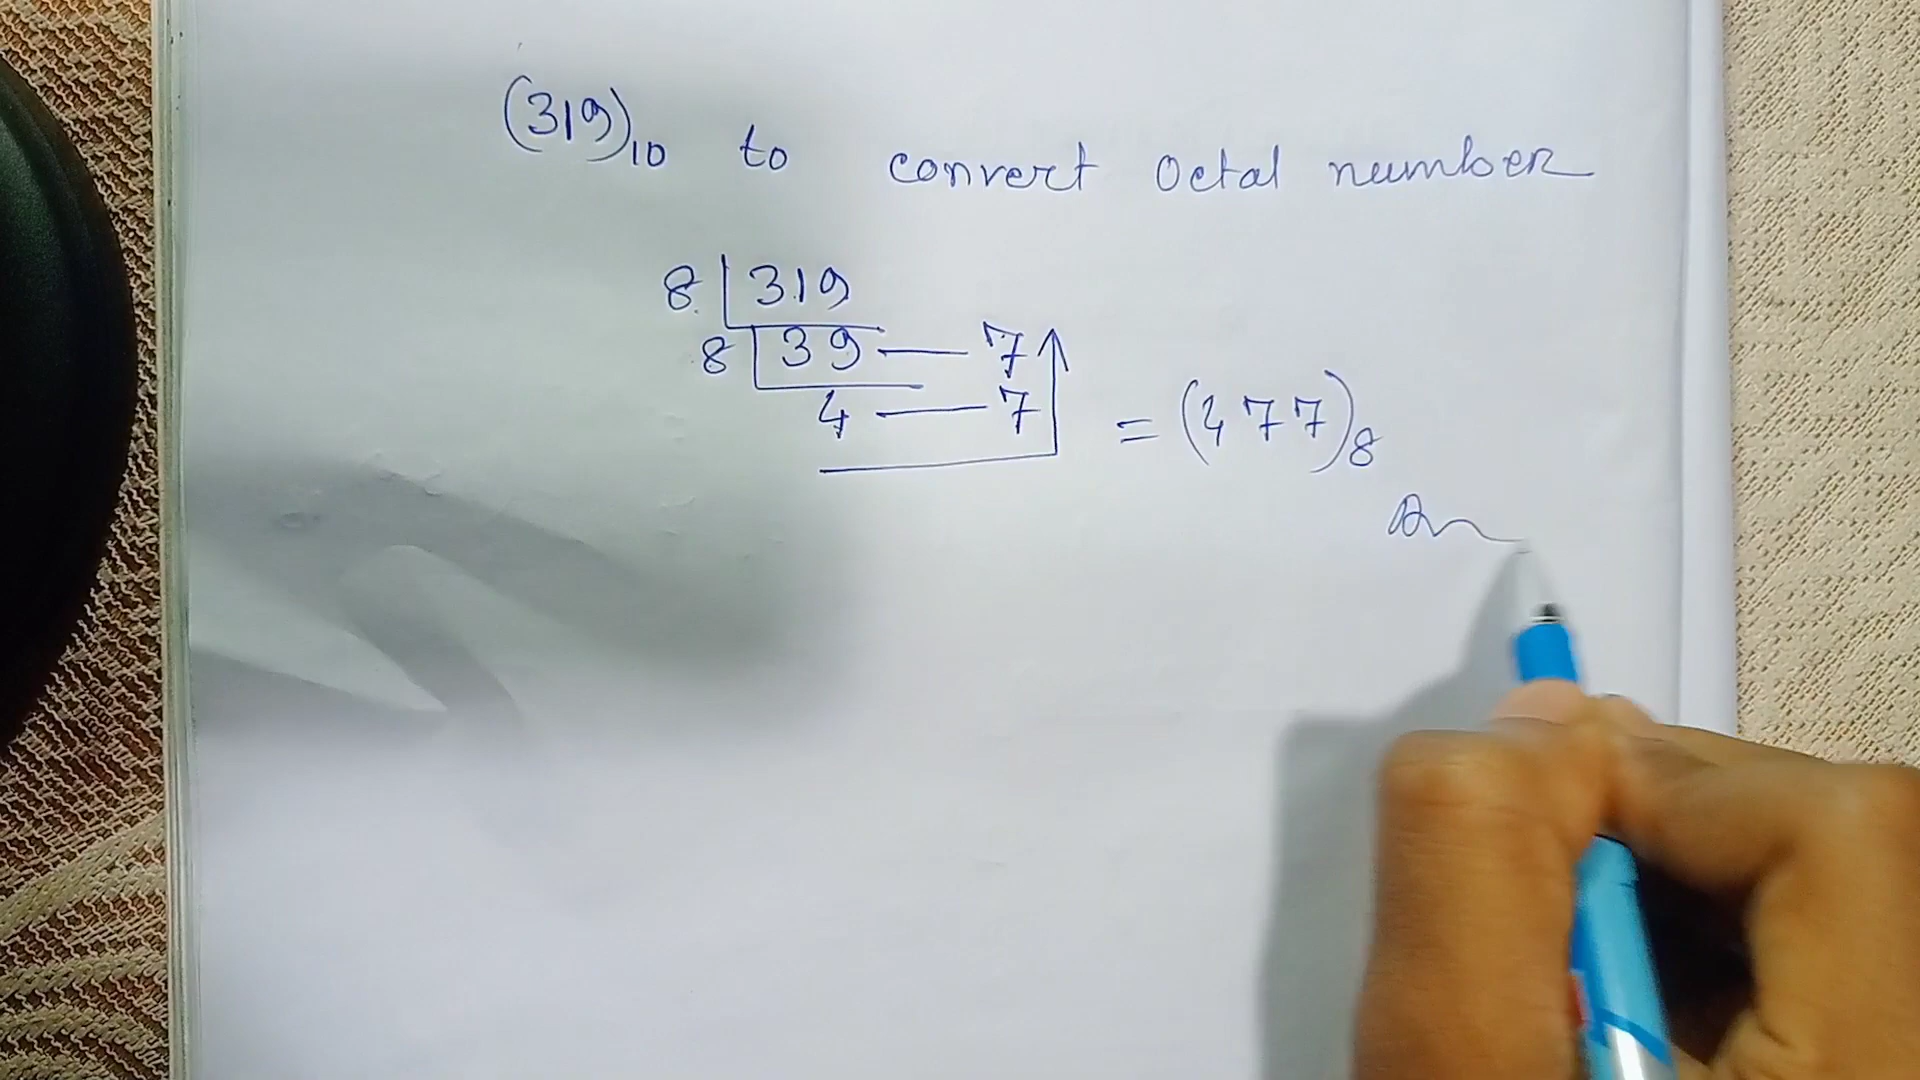 (319)10 to convert Octal number
8 | 319
8 | 39 — 7
4 — 7
= (477)8